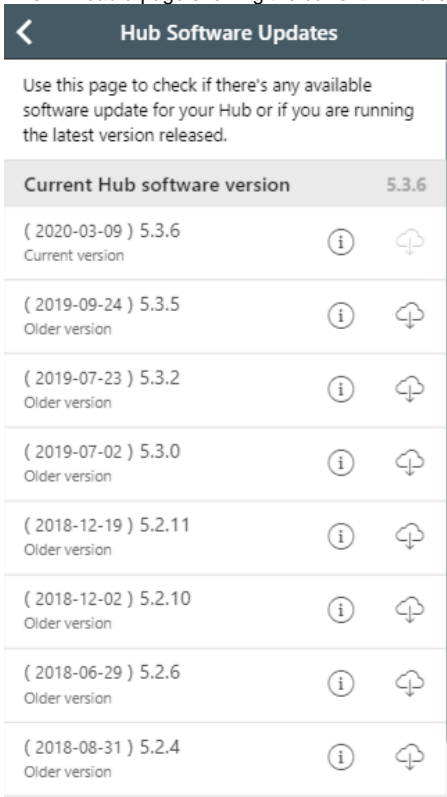 Hub Software Updates
Use this page to check if there's any available
software update for your Hub or if you are running
the latest version released.
Current Hub software version 5.3.6
( 2020-03-09 ) 5.3.6
Current version
( 2019-09-24 ) 5.3.5
Older version
( 2019-07-23 ) 5.3.2
Older version
( 2019-07-02 ) 5.3.0
Older version
( 2018-12-19 ) 5.2.11
Older version
( 2018-12-02 ) 5.2.10
Older version
( 2018-06-29 ) 5.2.6
Older version
( 2018-08-31 ) 5.2.4
Older version